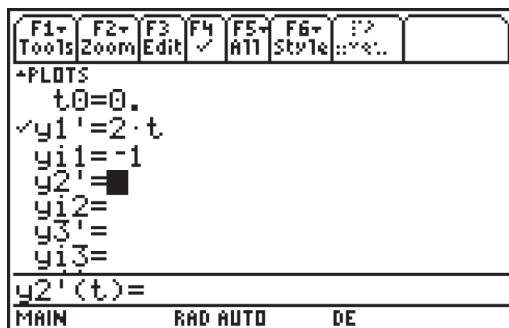 F1▾ F2▾ F3 F4 F5▾ F6▾
Tools Zoom Edit ✓ All Style
▴PLOTS
t0=0.
✓y1'=2·t
yi1=⁻1
y2'=
yi2=
y3'=
yi3=
y2'(t)=
MAIN RAD AUTO DE